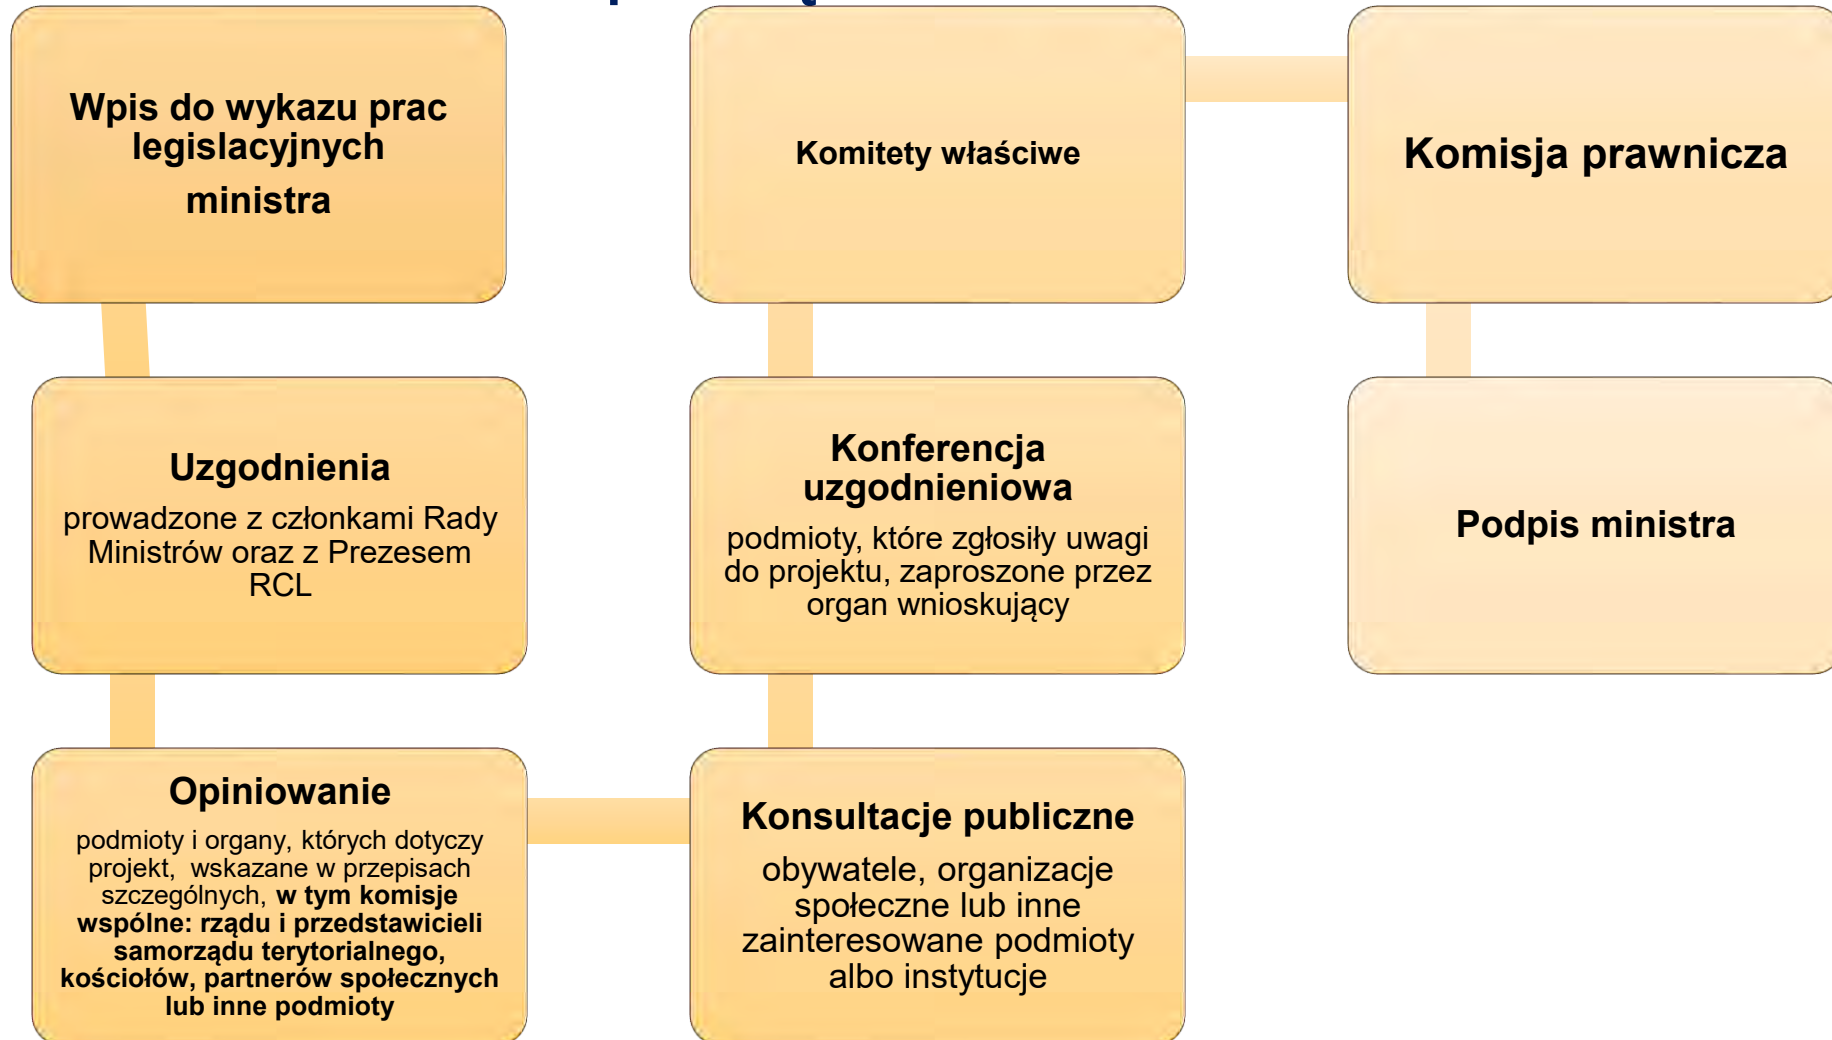 Wpis do wykazu prac
legislacyjnych
ministra
Uzgodnienia
prowadzone z członkami Rady
Ministrów oraz z Prezesem
RCL
Opiniowanie
podmioty i organy, których dotyczy
projekt, wskazane w przepisach
szczególnych, w tym komisje
wspólne: rządu i przedstawicieli
samorządu terytorialnego,
kościołów, partnerów społecznych
lub inne podmioty
Konsultacje publiczne
obywatele, organizacje
społeczne lub inne
zainteresowane podmioty
albo instytucje
Konferencja
uzgodnieniowa
podmioty, które zgłosiły uwagi
do projektu, zaproszone przez
organ wnioskujący
Komitety właściwe
Komisja prawnicza
Podpis ministra